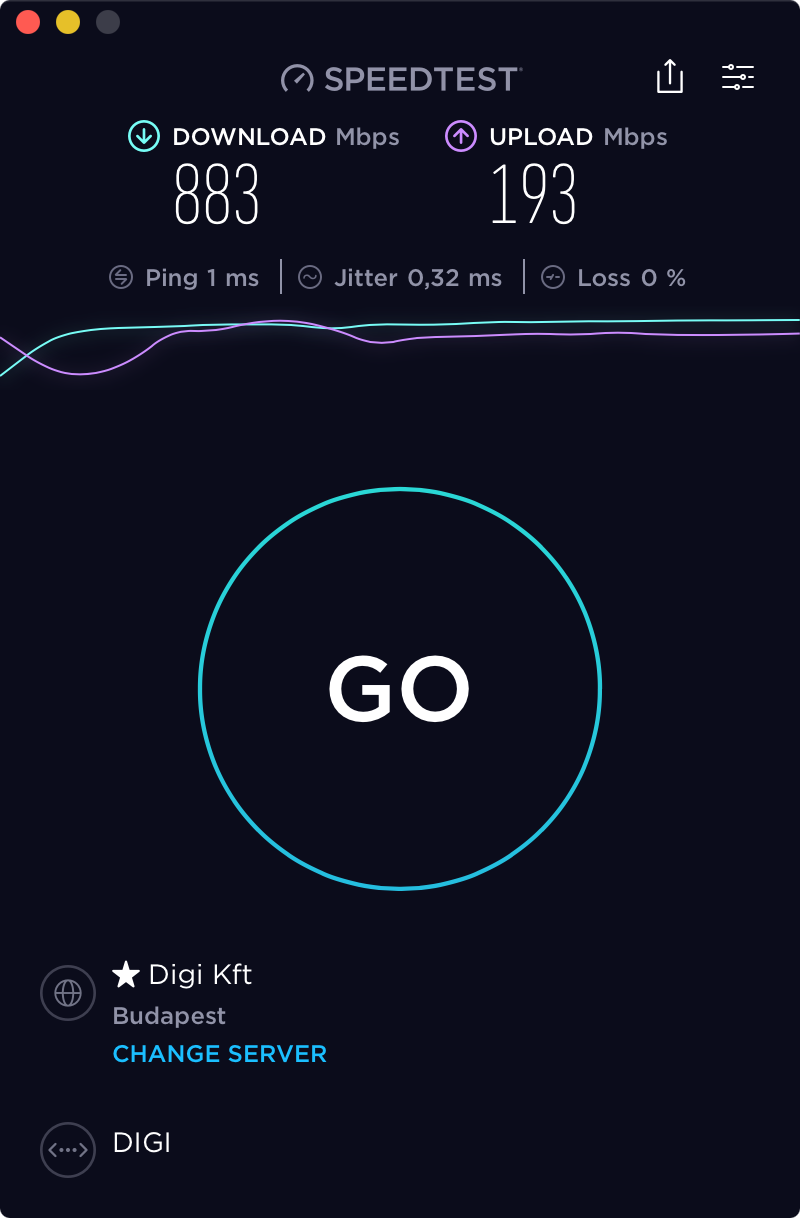 SPEEDTEST
DOWNLOAD Mbps UPLOAD Mbps
883 193
Ping 1 ms Jitter 0,32 ms Loss 0 %
GO
Digi Kft
Budapest
CHANGE SERVER
DIGI